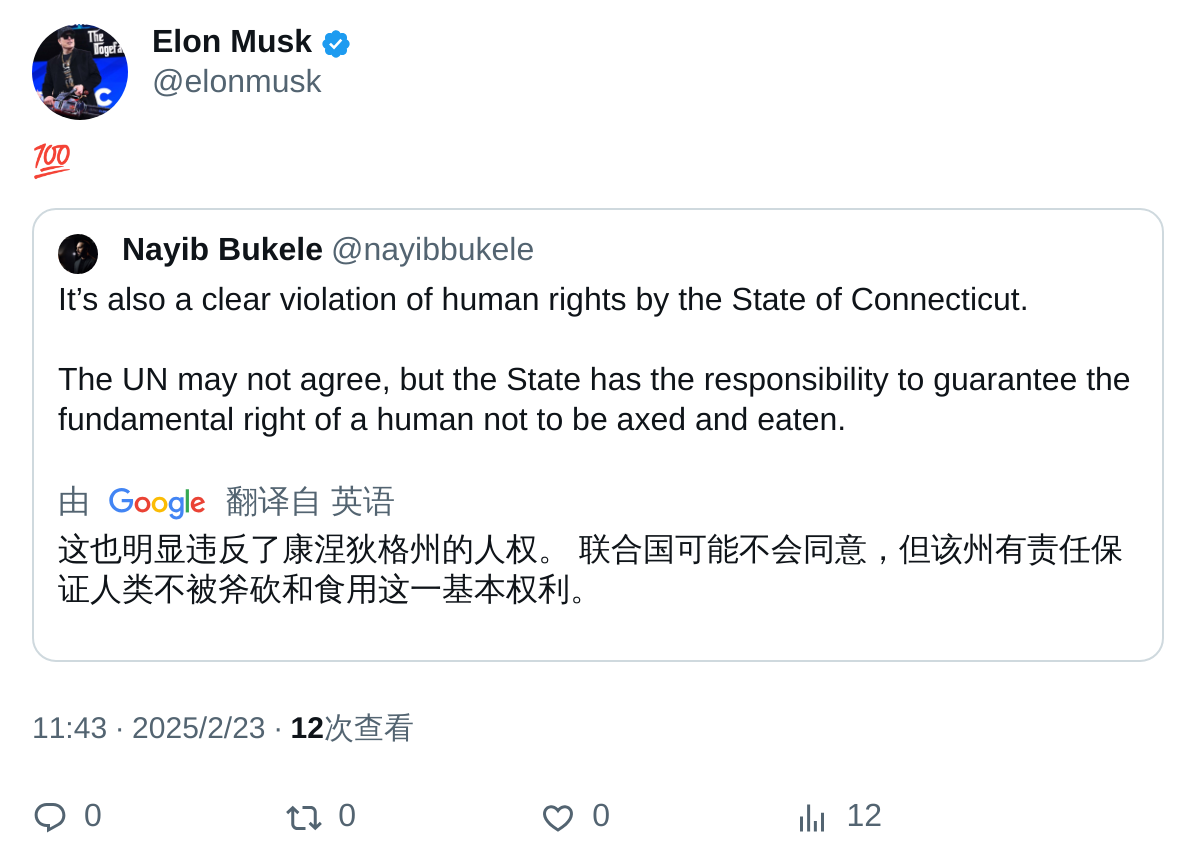 The
Dogefa
C
Elon Musk
@elonmusk
💯
Nayib Bukele @nayibbukele
It’s also a clear violation of human rights by the State of Connecticut.
The UN may not agree, but the State has the responsibility to guarantee the
fundamental right of a human not to be axed and eaten.
由 Google 翻译自 英语
这也明显违反了康涅狄格州的人权。 联合国可能不会同意，但该州有责任保
证人类不被斧砍和食用这一基本权利。
11:43 · 2025/2/23 · 12次查看
0 0 0 12